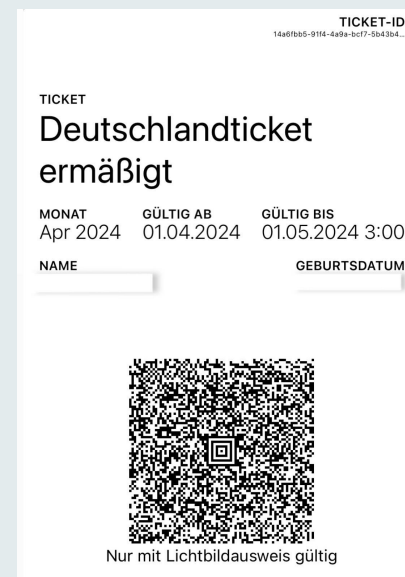 TICKET-ID
14a6fbb5-91f4-4a9a-bcf7-5b43b4...
TICKET
Deutschlandticket
ermäßigt
MONAT GÜLTIG AB GÜLTIG BIS
Apr 2024 01.04.2024 01.05.2024 3:00
NAME GEBURTSDATUM
Nur mit Lichtbildausweis gültig